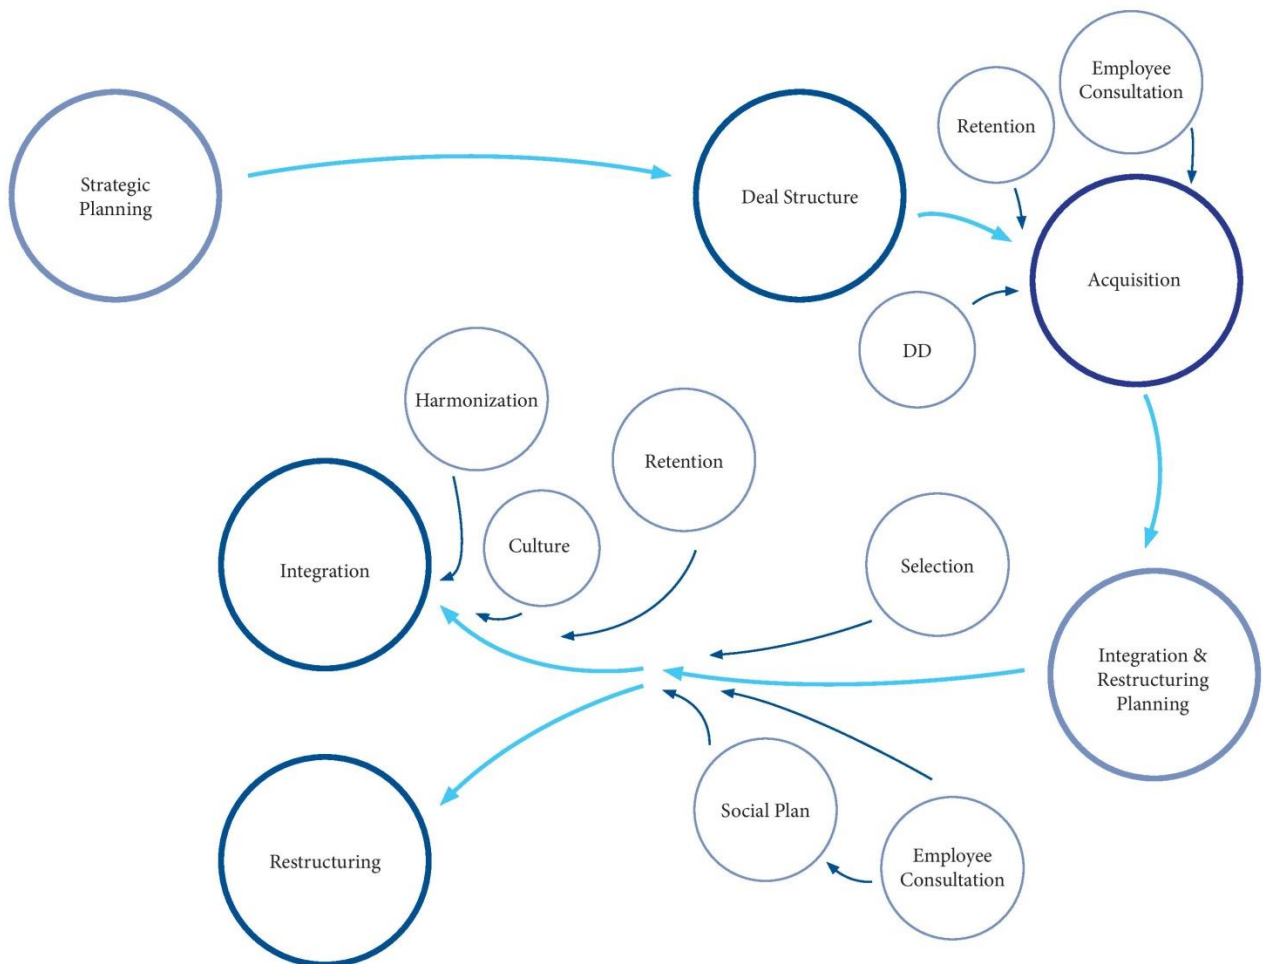 Employee
Consultation
Retention
Strategic
Planning
Deal Structure
Acquisition
DD
Harmonization
Retention
Culture
Selection
Integration
Integration &
Restructuring
Planning
Social Plan
Employee
Consultation
Restructuring